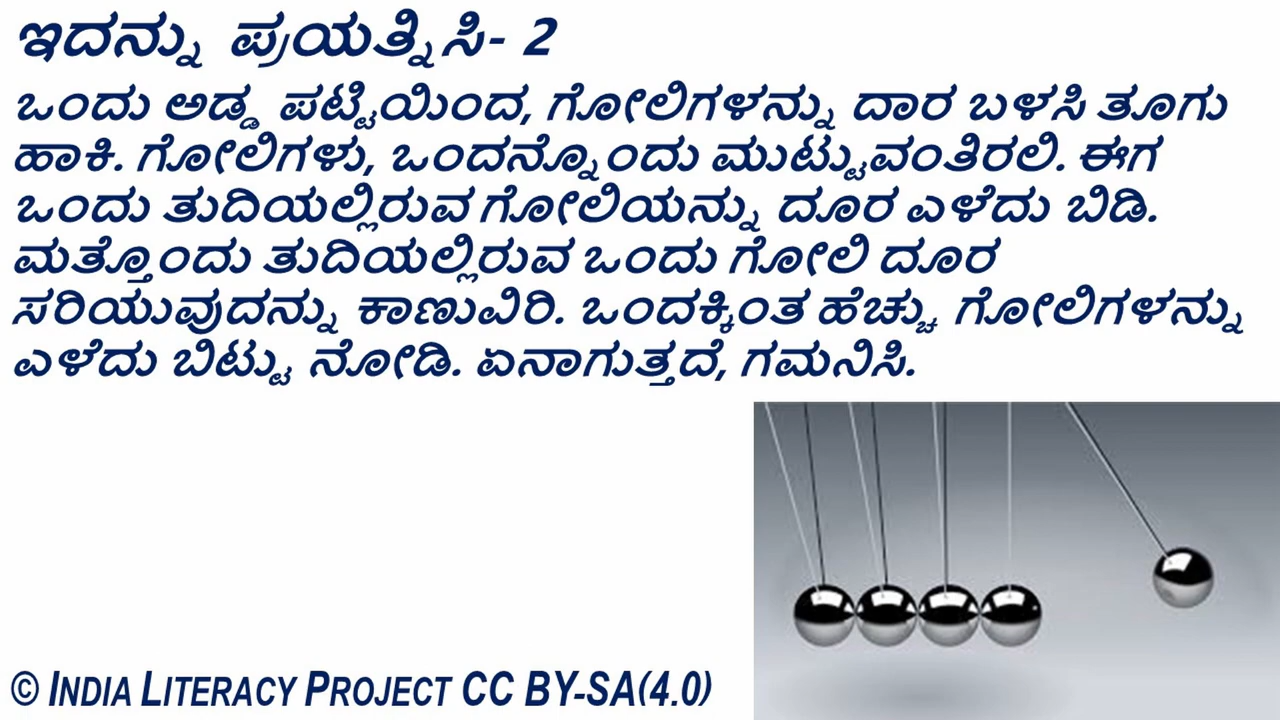 ಇದನ್ನು ಪ್ರಯತ್ನಿಸಿ- 2
ಒಂದು ಅಡ್ಡ ಪಟ್ಟಿಯಿಂದ, ಗೋಲಿಗಳನ್ನು ದಾರ ಬಳಸಿ ತೂಗು
ಹಾಕಿ. ಗೋಲಿಗಳು, ಒಂದನ್ನೊಂದು ಮುಟ್ಟುವಂತಿರಲಿ. ಈಗ
ಒಂದು ತುದಿಯಲ್ಲಿರುವ ಗೋಲಿಯನ್ನು ದೂರ ಎಳೆದು ಬಿಡಿ.
ಮತ್ತೊಂದು ತುದಿಯಲ್ಲಿರುವ ಒಂದು ಗೋಲಿ ದೂರ
ಸರಿಯುವುದನ್ನು ಕಾಣುವಿರಿ. ಒಂದಕ್ಕಿಂತ ಹೆಚ್ಚು ಗೋಲಿಗಳನ್ನು
ಎಳೆದು ಬಿಟ್ಟು ನೋಡಿ. ಏನಾಗುತ್ತದೆ, ಗಮನಿಸಿ.
© INDIA LITERACY PROJECT CC BY-SA(4.0)